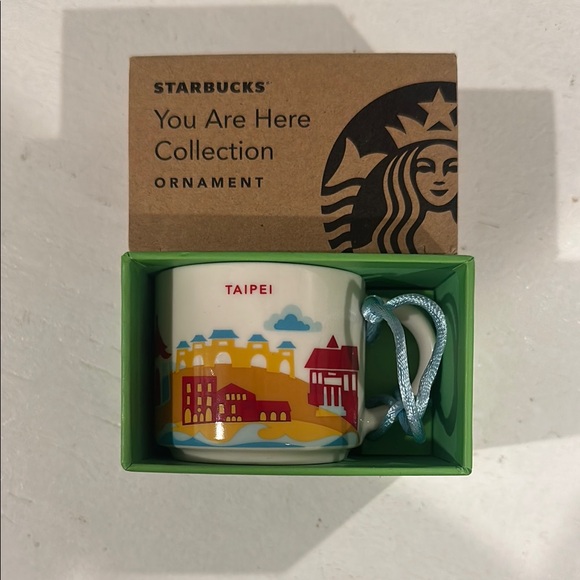 STARBUCKS
You Are Here
Collection
ORNAMENT
TAIPEI